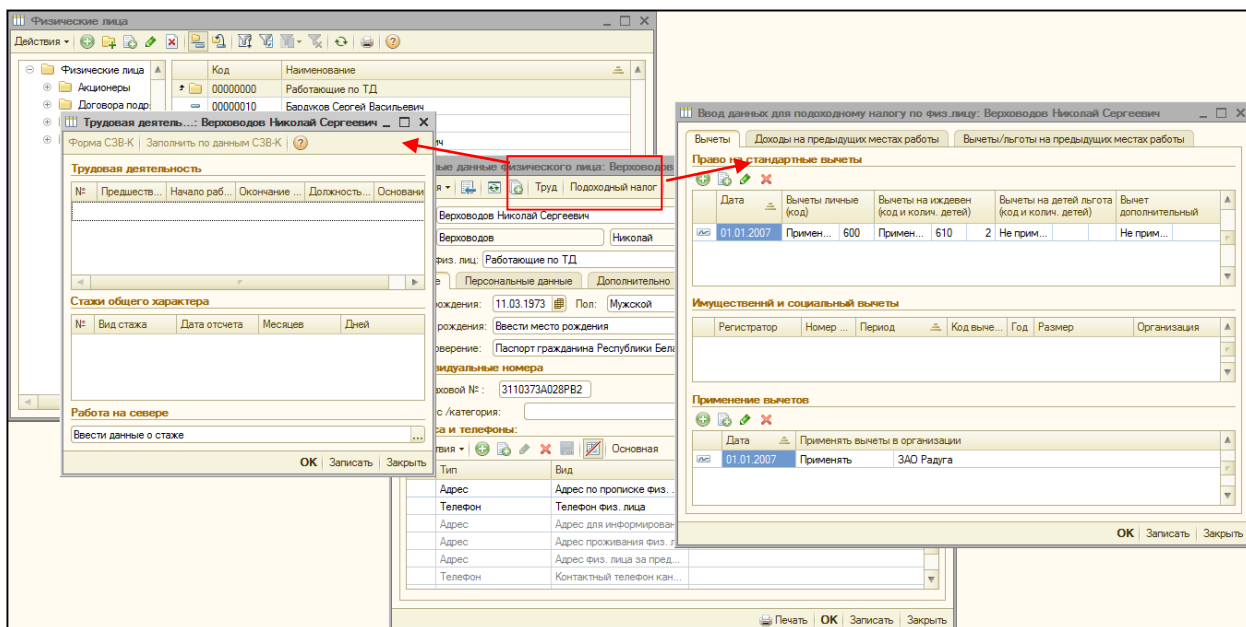 Физические лица
Действия
Физические лица
Код
Наименование
Акционеры
00000000
Работающие по ТД
Договора подр
00000010
Бардуков Сергей Васильевич
Трудовая деятель...: Верховодов Николай Сергеевич
Форма СЗВ-К
Заполнить по данным СЗВ-К
Трудовая деятельность
№
Предшеств...
Начало раб...
Окончание ...
Должность...
Основани
Стажи общего характера
№
Вид стажа
Дата отсчета
Месяцев
Дней
Работа на севере
Ввести данные о стаже
...
OK
Записать
Закрыть
ные данные физического лица: Верховодов
Труд
Подоходный налог
Верховодов Николай Сергеевич
Верховодов
Николай
физ. лиц:
Работающие по ТД
Персональные данные
Дополнительно
рождения:
11.03.1973
Пол:
Мужской
рождения:
Ввести место рождения
оверение:
Паспорт гражданина Республики Бела
видуальные номера
аховой №:
3110373А028РВ2
с /категория:
са и телефоны:
твия
Основная
Тип
Вид
Адрес
Адрес по прописке физ. ..
Телефон
Телефон физ. лица
Адрес
Адрес для информирован
Адрес
Адрес проживания физ. л
Адрес
Адрес физ. лица за пред...
Телефон
Контактный телефон кан...
Печать
OK
Записать
Закрыть
Ввод данных для подоходному налогу по физ.лицу: Верховодов Николай Сергеевич
Вычеты
Доходы на предыдущих местах работы
Вычеты/льготы на предыдущих местах работы
Право на стандартные вычеты
Дата
Вычеты личные (код)
Вычеты на иждевен (код и колич. детей)
Вычеты на детей льгота (код и колич. детей)
Вычет дополнительный
01.01.2007
Примен...
600
Примен...
610
2
Не прим...
Не прим...
Имущественнй и социальный вычеты
Регистратор
Номер ...
Период
Код выче...
Год
Размер
Организация
Применение вычетов
Дата
Применять вычеты в организации
01.01.2007
Применять
ЗАО Радуга
OK
Записать
Закрыть